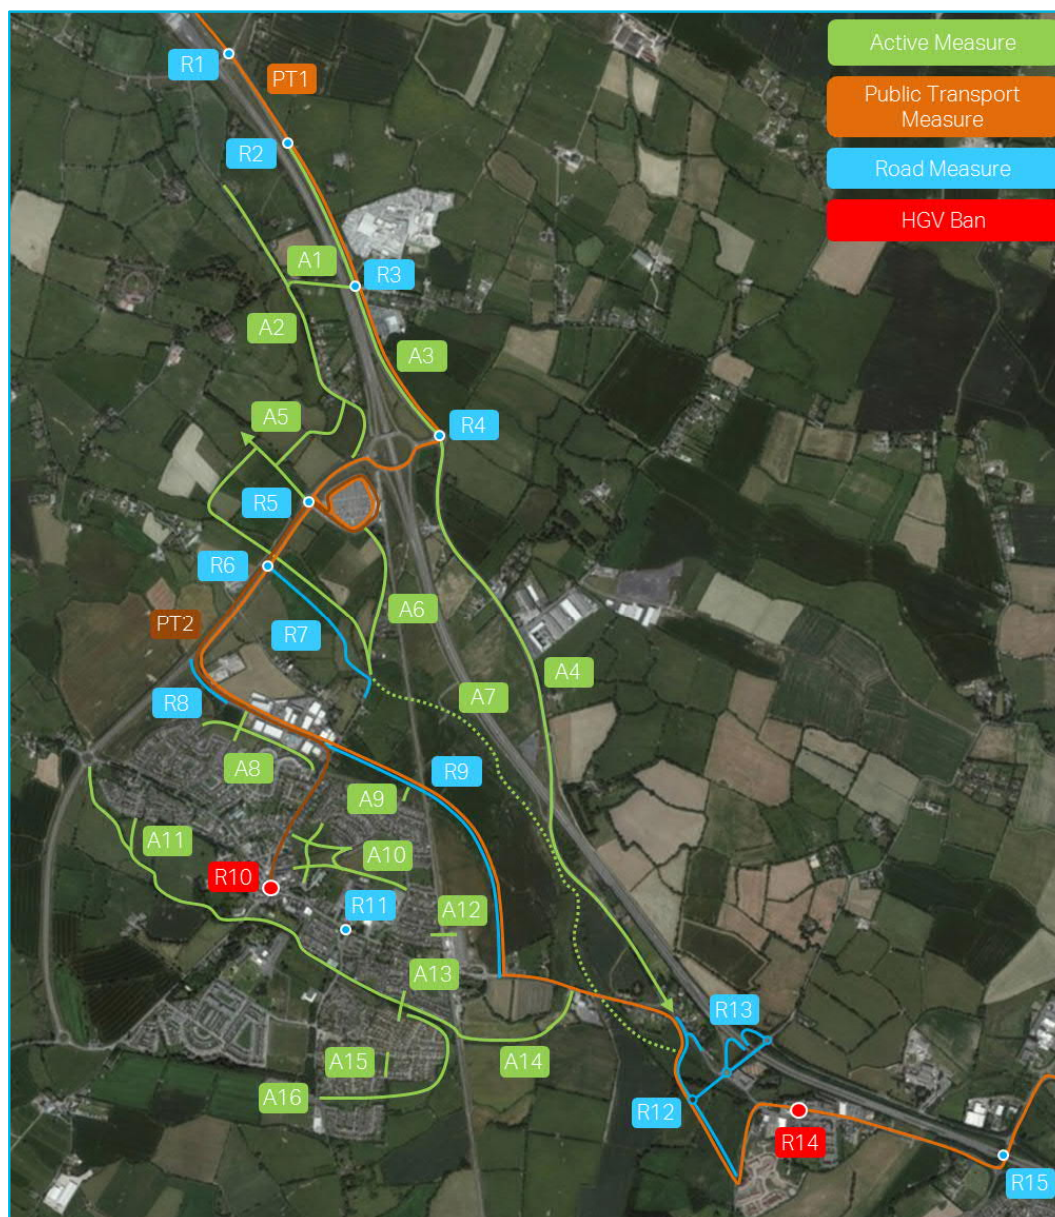 Active Measure
Public Transport
Measure
Road Measure
HGV Ban
R1
PT1
R2
A1
R3
A2
A3
A5
R4
R5
R6
A6
PT2
R7
A4
R8
A7
A8
R9
A9
A11
A10
R10
R11
A12
A13
R13
A15
A14
A16
R12
R14
R15